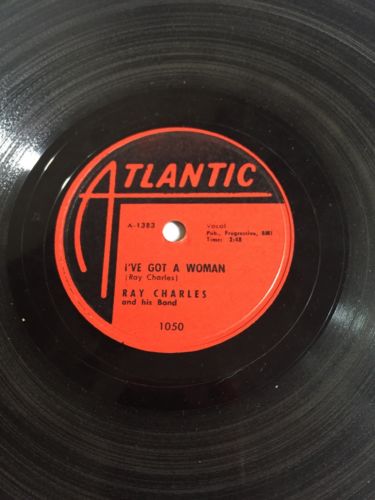 ATLANTIC
A-1383
Vocal
Pub., Progressive, BMI
Time: 2:48
I'VE GOT A WOMAN
(Ray Charles)
RAY CHARLES
and his Band
1050